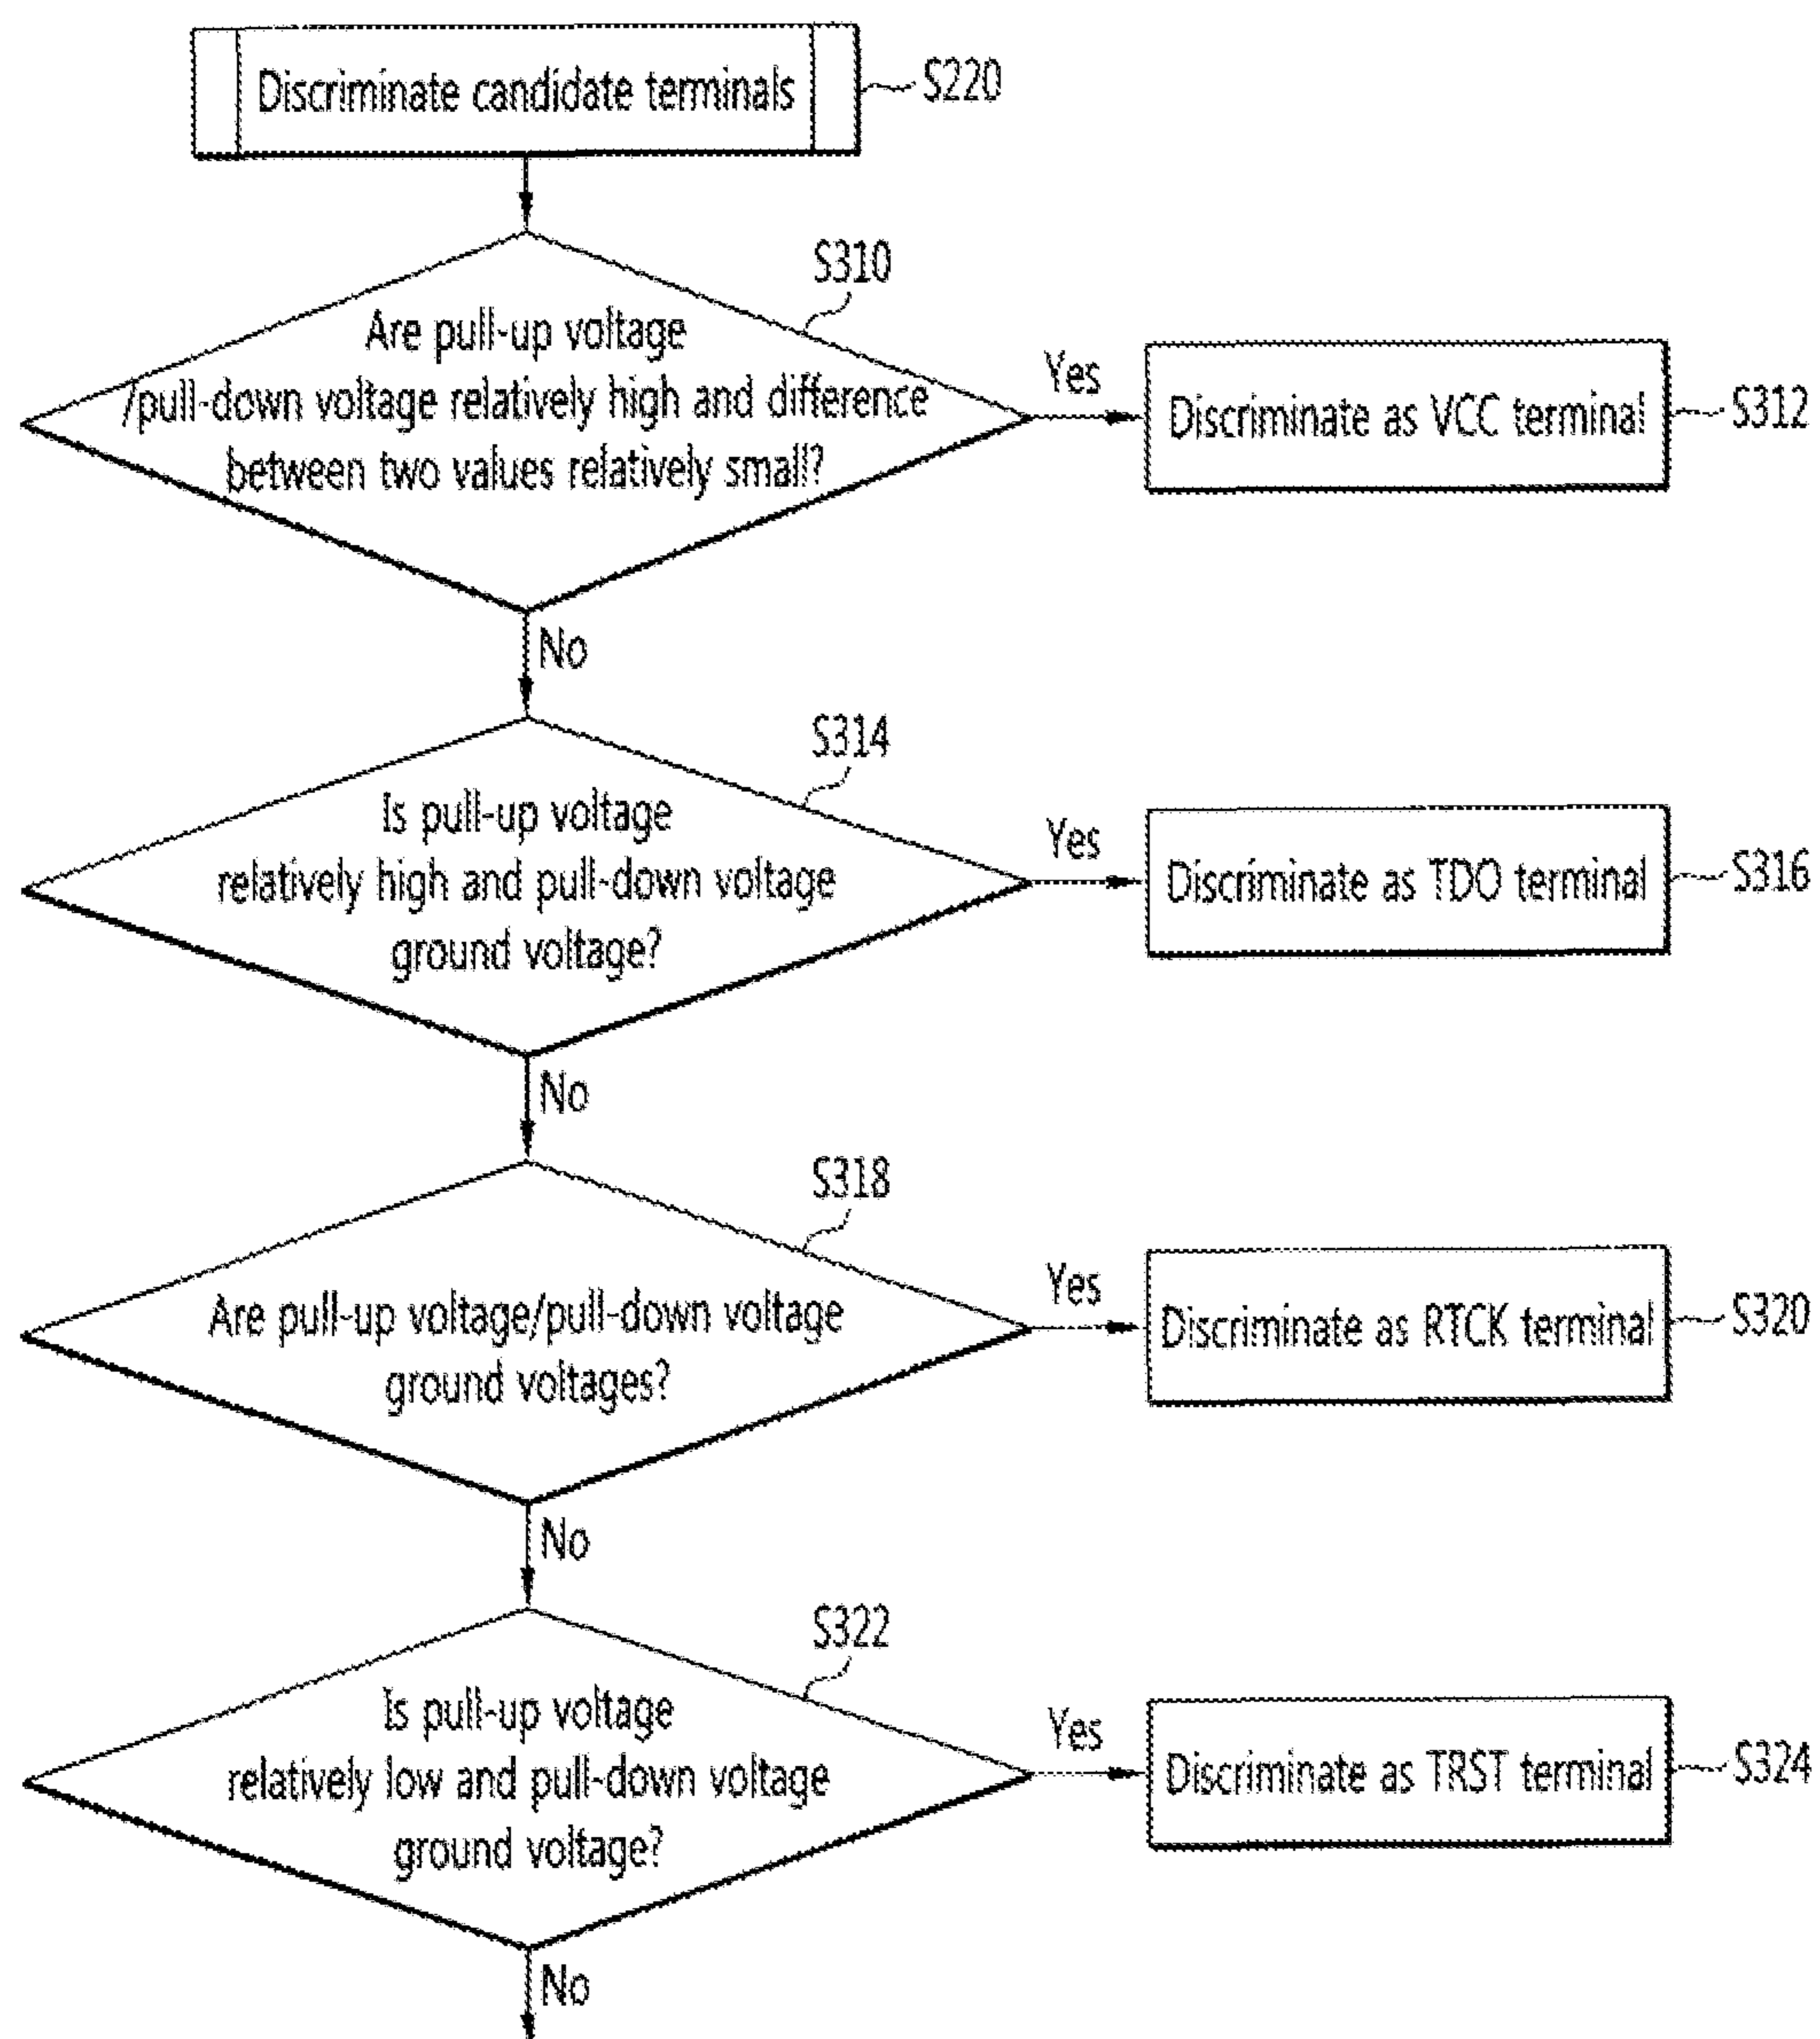 Discriminate candidate terminals
S220
S310
Are pull-up voltage
/pull-down voltage relatively high and difference
between two values relatively small?
Yes
Discriminate as VCC terminal
S312
No
S314
Is pull-up voltage
relatively high and pull-down voltage
ground voltage?
Yes
Discriminate as TDO terminal
S316
No
S318
Are pull-up voltage/pull-down voltage
ground voltages?
Yes
Discriminate as RTCK terminal
S320
No
S322
Is pull-up voltage
relatively low and pull-down voltage
ground voltage?
Yes
Discriminate as TRST terminal
S324
No